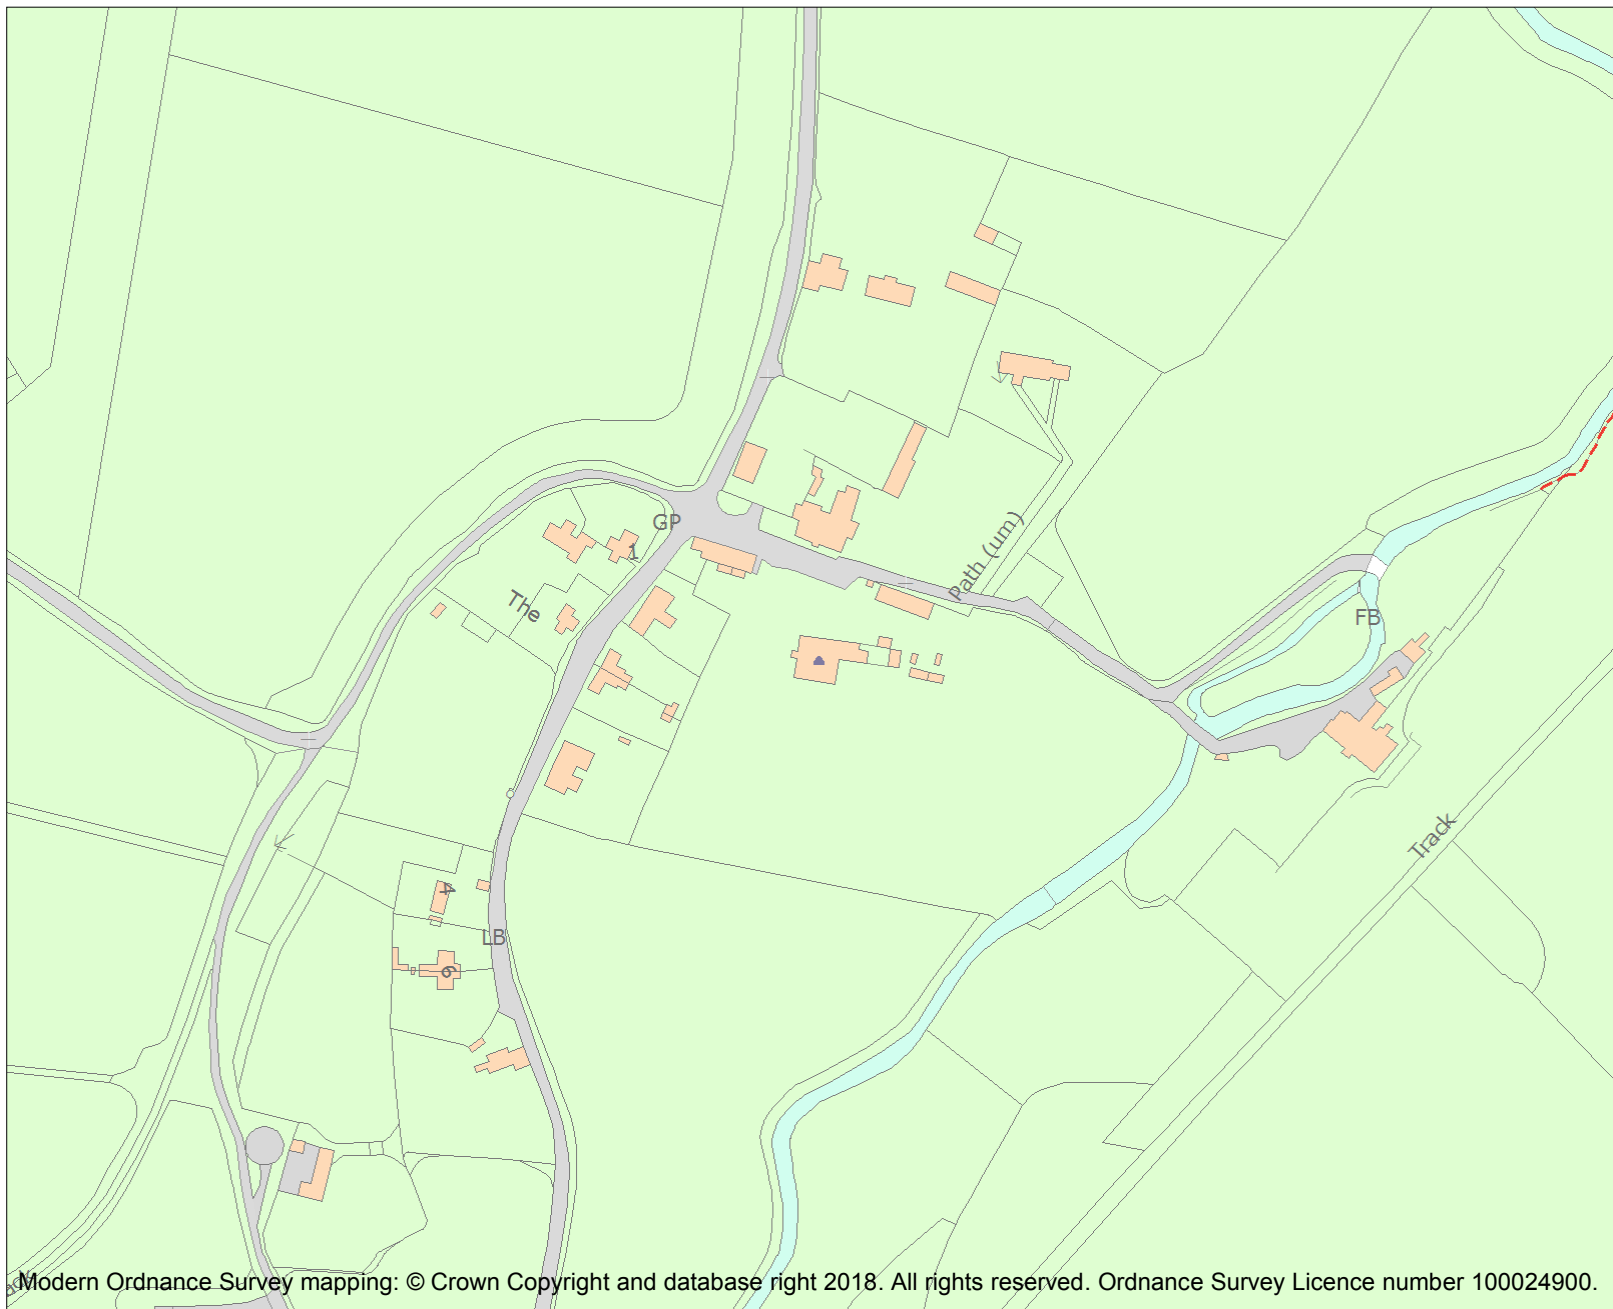 GP
1
Path (um)
The
FB
Track
4
LB
6
Modern Ordnance Survey mapping: © Crown Copyright and database right 2018. All rights reserved. Ordnance Survey Licence number 100024900.